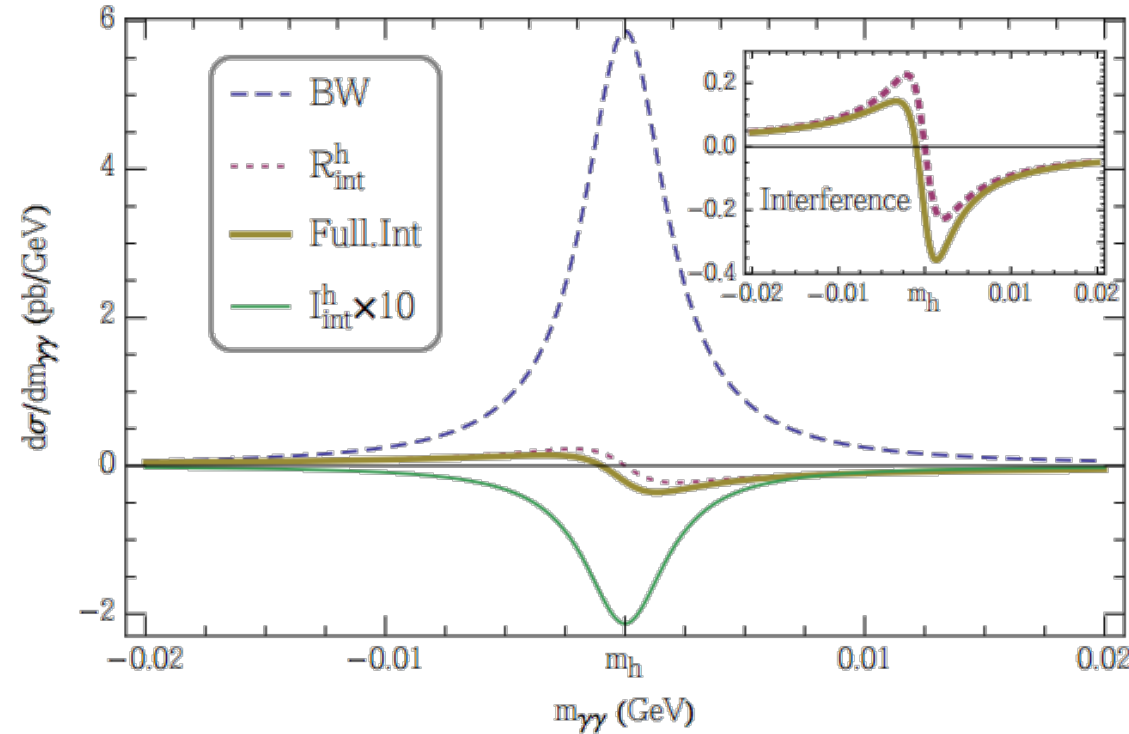 6
4
2
0
−2
dσ/dmγγ (pb/GeV)
BW
R^h_int
Full.Int
I^h_int×10
0.2
0.0
−0.2
−0.4
Interference
−0.02 −0.01 m_h 0.01 0.02
−0.02 −0.01 m_h 0.01 0.02
mγγ (GeV)